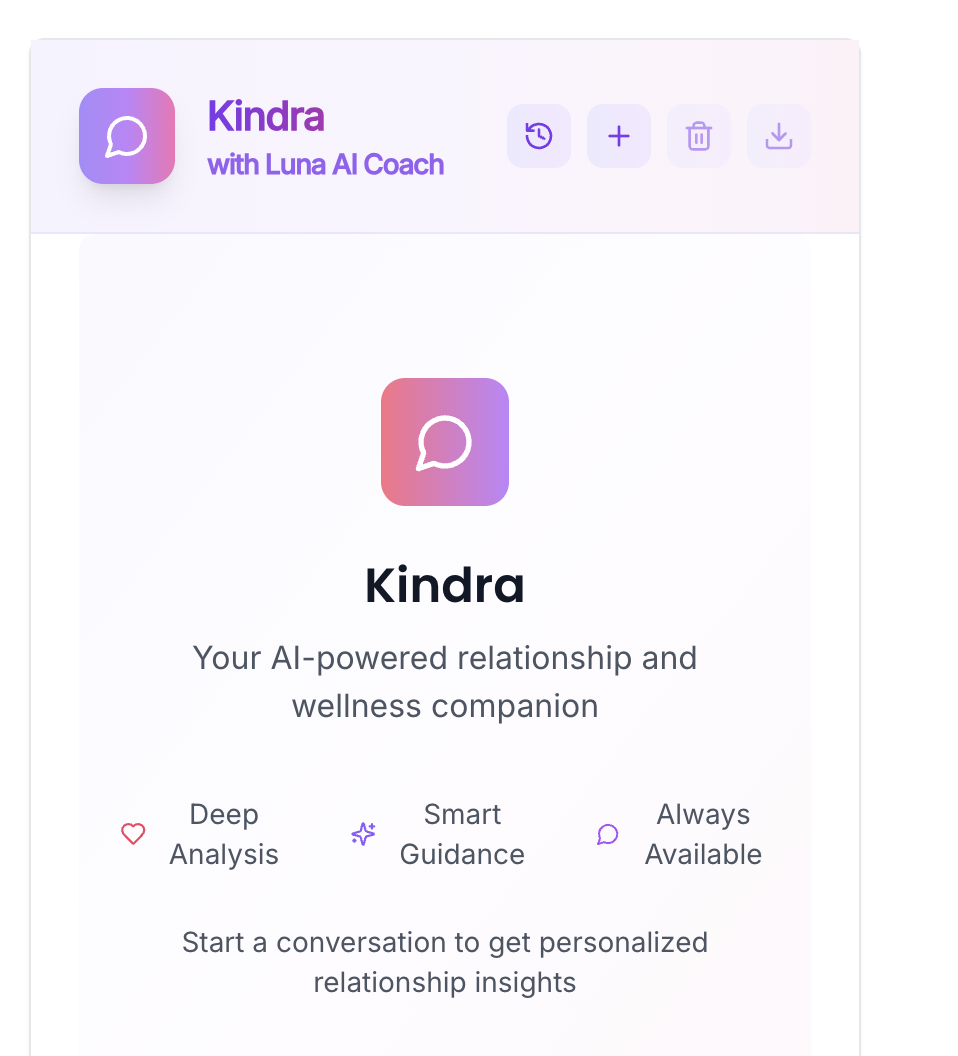 Kindra
with Luna AI Coach
Kindra
Your AI-powered relationship and
wellness companion
Deep
Analysis
Smart
Guidance
Always
Available
Start a conversation to get personalized
relationship insights